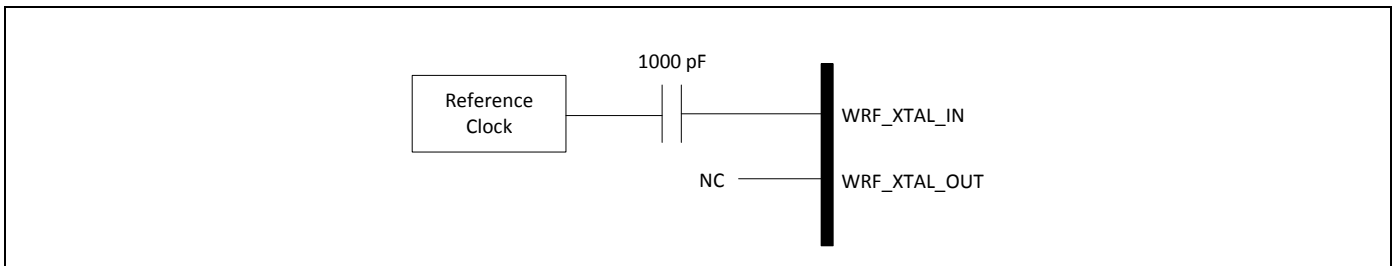 1000 pF
Reference
Clock
WRF_XTAL_IN
NC
WRF_XTAL_OUT